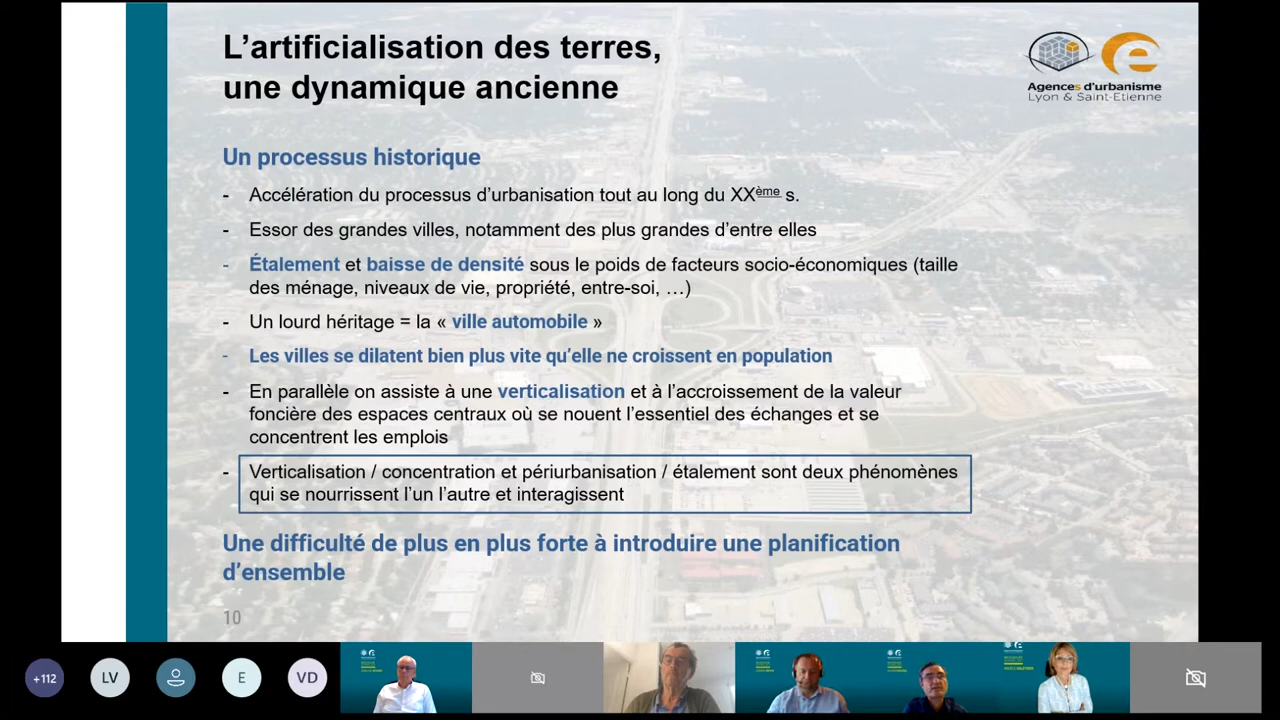 L'artificialisation des terres,
une dynamique ancienne
Agences d'urbanisme
Lyon & Saint-Etienne
Un processus historique
- Accélération du processus d'urbanisation tout au long du XXème s.
- Essor des grandes villes, notamment des plus grandes d'entre elles
- Étalement et baisse de densité sous le poids de facteurs socio-économiques (taille
des ménage, niveaux de vie, propriété, entre-soi, …)
- Un lourd héritage = la « ville automobile »
- Les villes se dilatent bien plus vite qu'elle ne croissent en population
- En parallèle on assiste à une verticalisation et à l'accroissement de la valeur
foncière des espaces centraux où se nouent l'essentiel des échanges et se
concentrent les emplois
- Verticalisation / concentration et périurbanisation / étalement sont deux phénomènes
qui se nourrissent l'un l'autre et interagissent
Une difficulté de plus en plus forte à introduire une planification
d'ensemble
10
+112
LV
E
VD